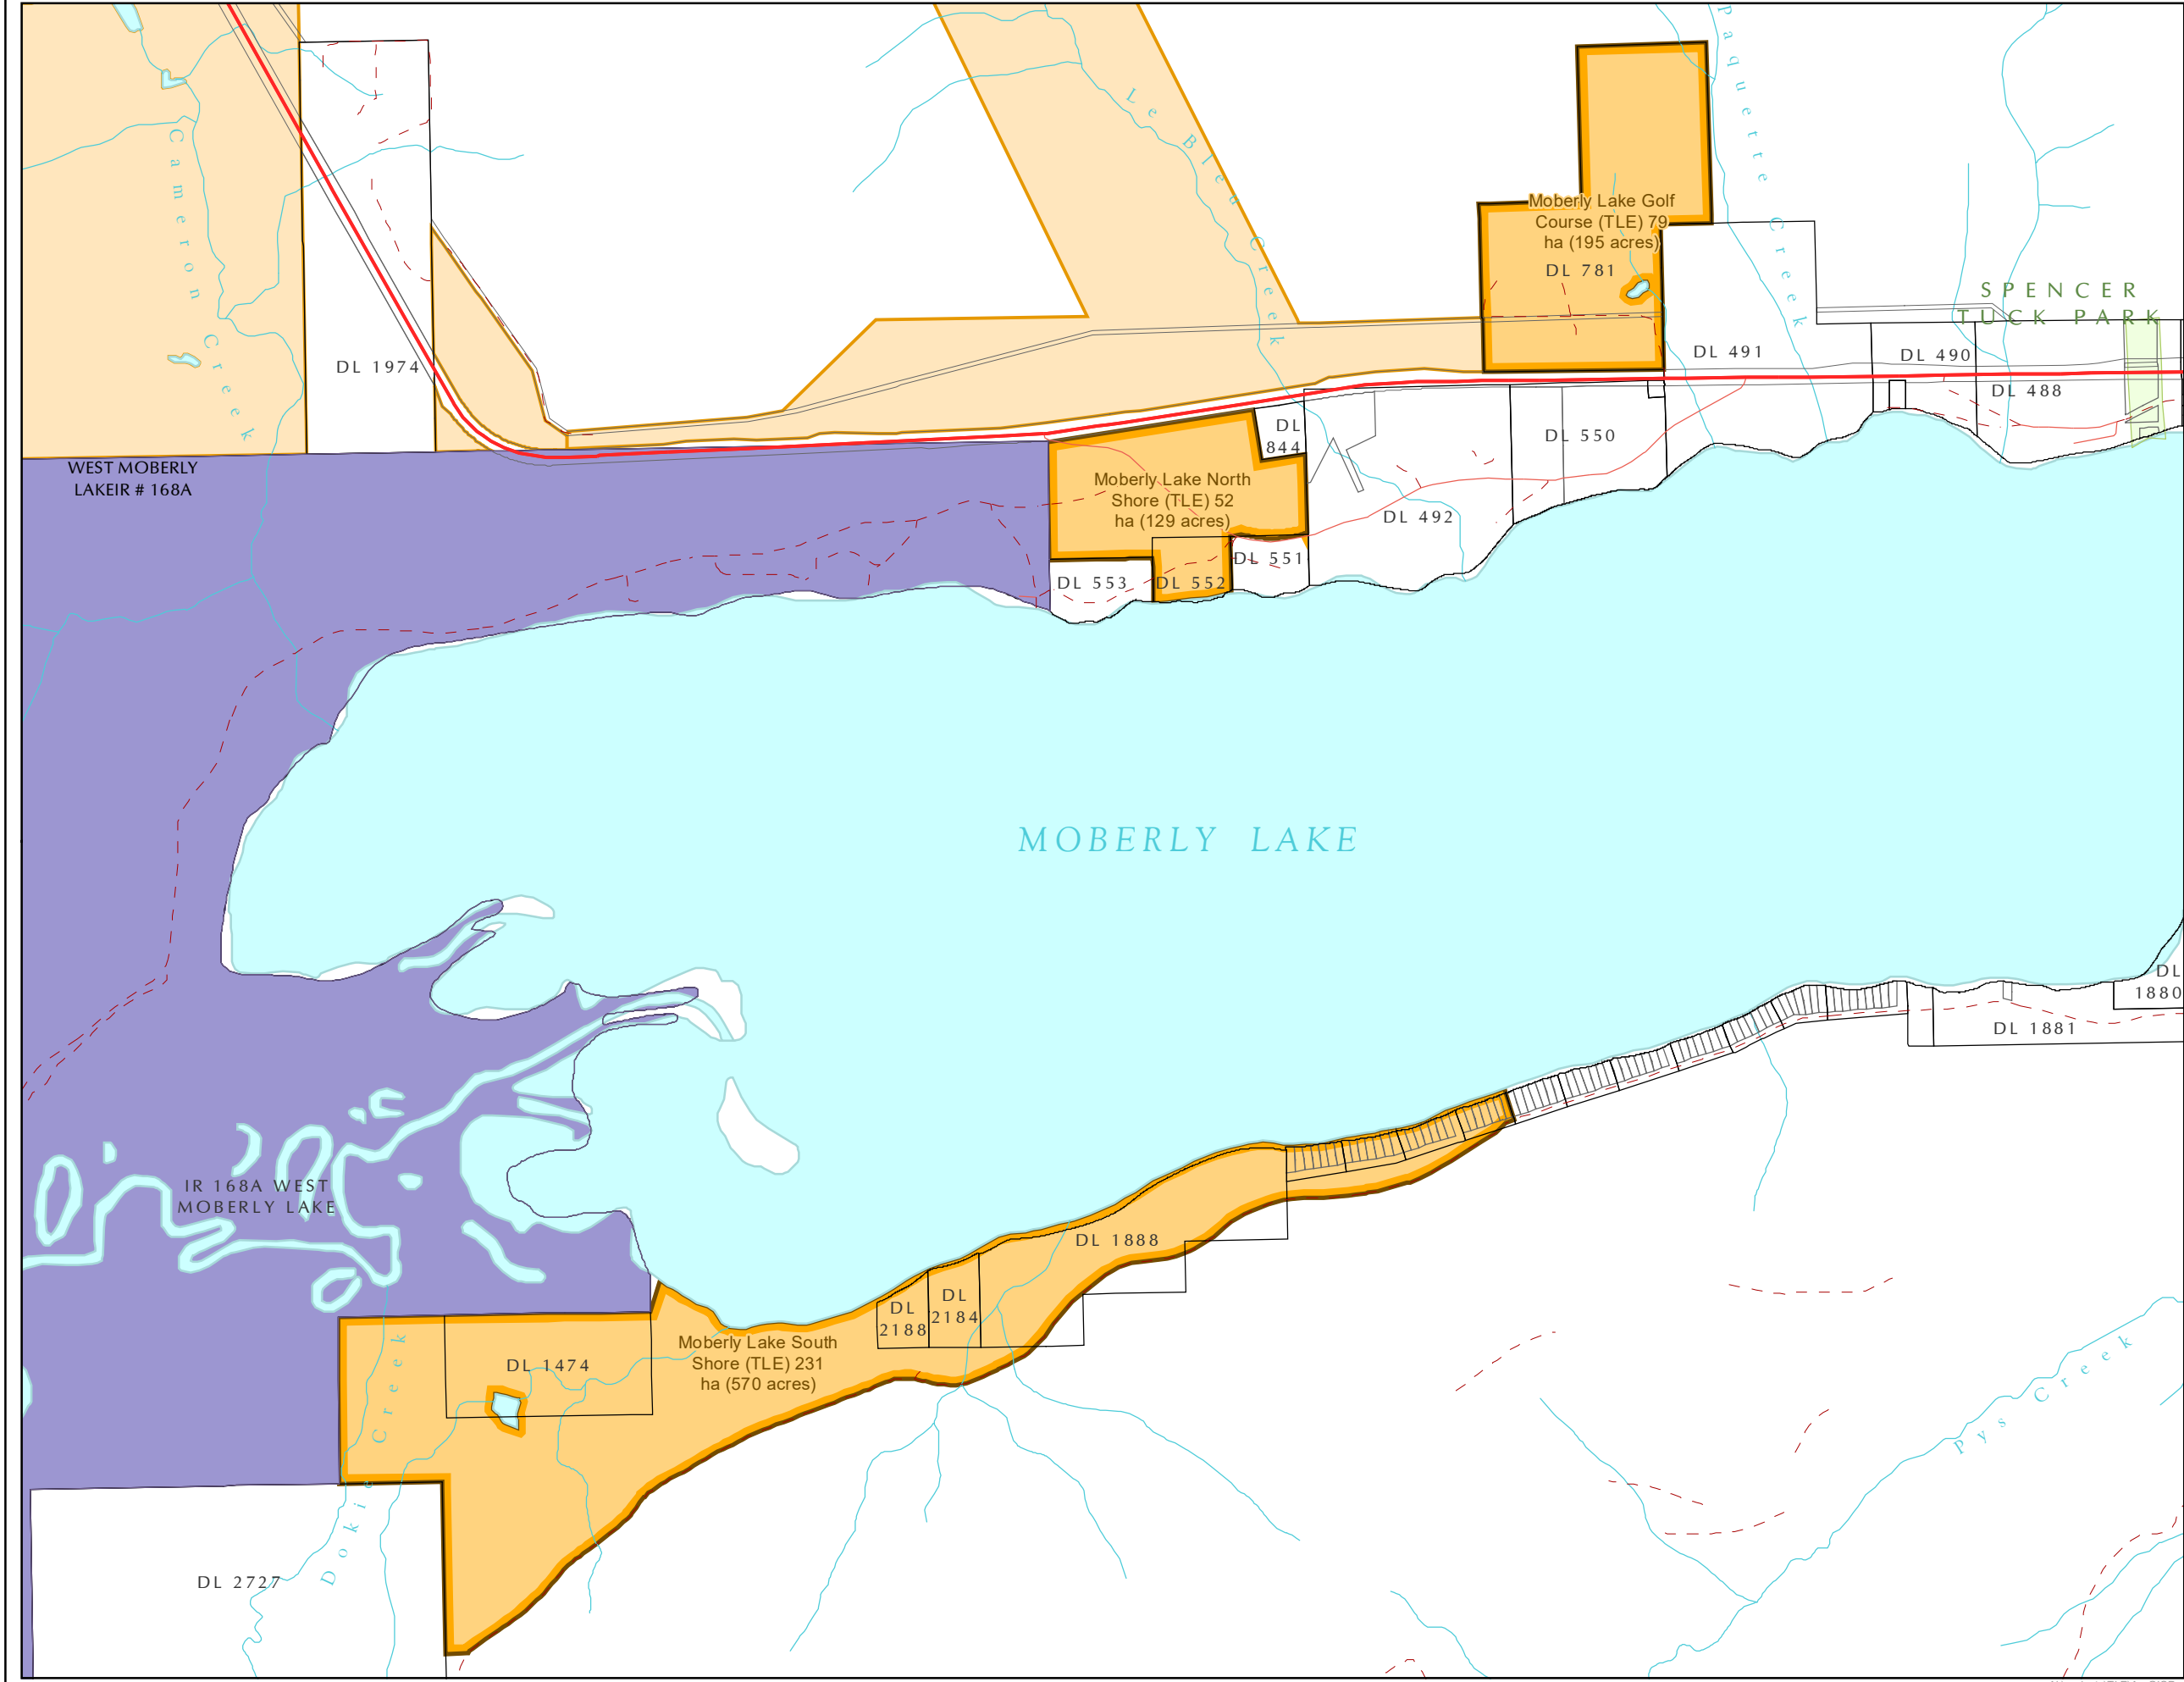 Cameron Creek
Le Bleu Creek
Paquette Creek
Moberly Lake Golf
Course (TLE) 79
ha (195 acres)
DL 781
SPENCER
TUCK PARK
DL 1974
DL 491
DL 490
DL 488
DL
844
DL 550
WEST MOBERLY
LAKEIR # 168A
Moberly Lake North
Shore (TLE) 52
ha (129 acres)
DL 492
DL 551
DL 553
DL 552
MOBERLY LAKE
DL
1880
DL 1881
IR 168A WEST
MOBERLY LAKE
DL 1888
DL
2188
DL
2184
Moberly Lake South
Shore (TLE) 231
ha (570 acres)
DL 1474
Dokie Creek
Pys Creek
DL 2727